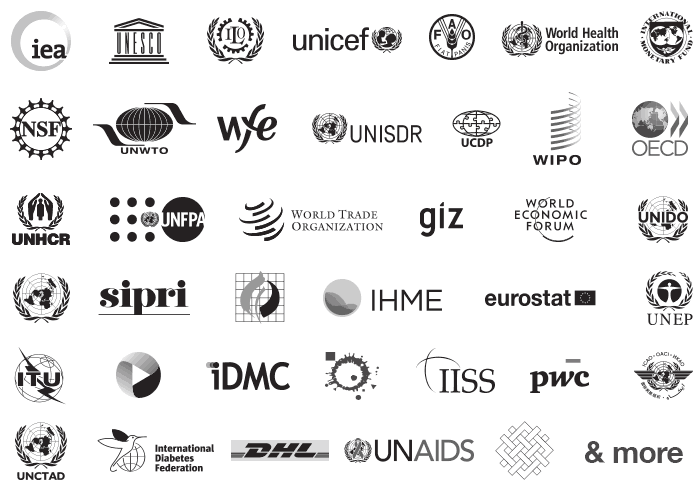 iea
UNESCO
ILO
unicef
FAO
FIAT PANIS
World Health
Organization
INTERNATIONAL
MONETARY FUND
NSF
UNWTO
wfe
UNISDR
UCDP
WIPO
OECD
UNHCR
UNFPA
WORLD TRADE
ORGANIZATION
giz
WORLD
ECONOMIC
FORUM
UNIDO
sipri
IHME
eurostat
UNEP
ITU
iDMC
IISS
pwc
ICAO · OACI · ИКАО
UNCTAD
International
Diabetes
Federation
DHL
UNAIDS
& more